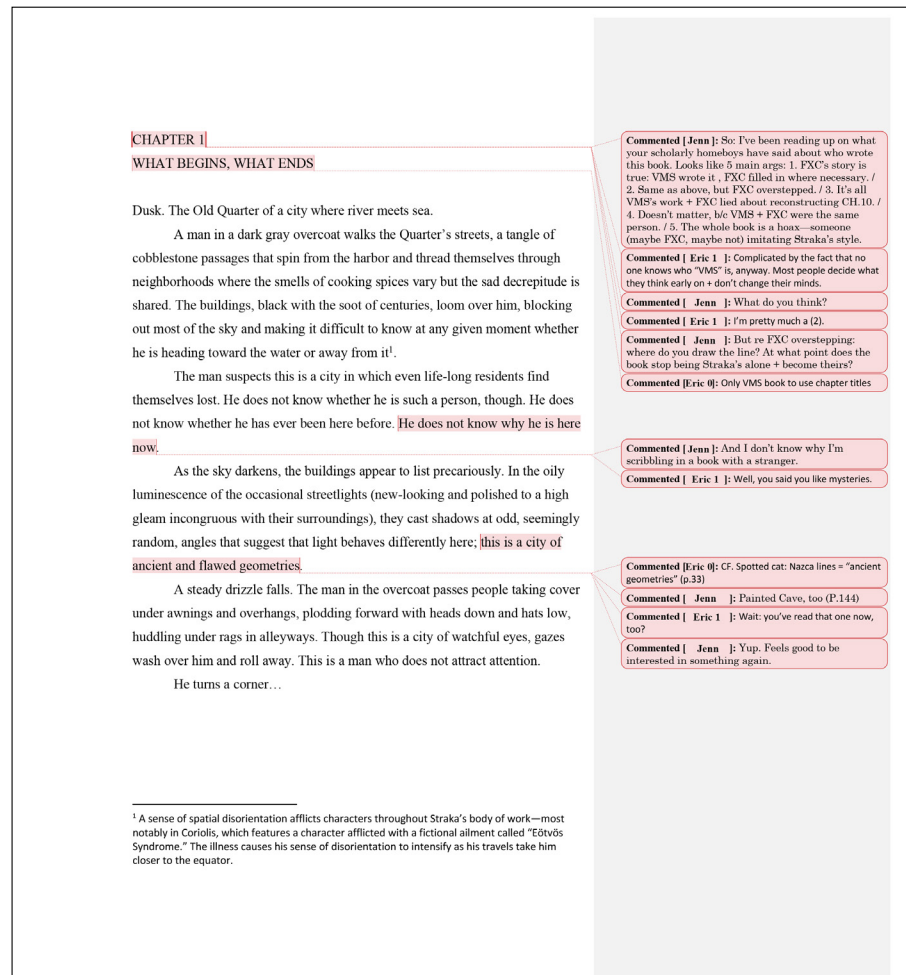 CHAPTER 1
WHAT BEGINS, WHAT ENDS
Dusk. The Old Quarter of a city where river meets sea.
A man in a dark gray overcoat walks the Quarter’s streets, a tangle of
cobblestone passages that spin from the harbor and thread themselves through
neighborhoods where the smells of cooking spices vary but the sad decrepitude is
shared. The buildings, black with the soot of centuries, loom over him, blocking
out most of the sky and making it difficult to know at any given moment whether
he is heading toward the water or away from it¹.
The man suspects this is a city in which even life-long residents find
themselves lost. He does not know whether he is such a person, though. He does
not know whether he has ever been here before. He does not know why he is here
now.
As the sky darkens, the buildings appear to list precariously. In the oily
luminescence of the occasional streetlights (new-looking and polished to a high
gleam incongruous with their surroundings), they cast shadows at odd, seemingly
random, angles that suggest that light behaves differently here; this is a city of
ancient and flawed geometries.
A steady drizzle falls. The man in the overcoat passes people taking cover
under awnings and overhangs, plodding forward with heads down and hats low,
huddling under rags in alleyways. Though this is a city of watchful eyes, gazes
wash over him and roll away. This is a man who does not attract attention.
He turns a corner…
¹ A sense of spatial disorientation afflicts characters throughout Straka’s body of work—most
notably in Coriolis, which features a character afflicted with a fictional ailment called “Eötvös
Syndrome.” The illness causes his sense of disorientation to intensify as his travels take him
closer to the equator.
Commented [ Jenn ]: So: I’ve been reading up on what
your scholarly homeboys have said about who wrote
this book. Looks like 5 main args: 1. FXC’s story is
true: VMS wrote it , FXC filled in where necessary. /
2. Same as above, but FXC overstepped. / 3. It’s all
VMS’s work + FXC lied about reconstructing CH.10. /
4. Doesn’t matter, b/c VMS + FXC were the same
person. / 5. The whole book is a hoax—someone
(maybe FXC, maybe not) imitating Straka’s style.
Commented [ Eric 1 ]: Complicated by the fact that no
one knows who “VMS” is, anyway. Most people decide what
they think early on + don’t change their minds.
Commented [ Jenn ]: What do you think?
Commented [ Eric 1 ]: I’m pretty much a (2).
Commented [ Jenn ]: But re FXC overstepping:
where do you draw the line? At what point does the
book stop being Straka’s alone + become theirs?
Commented [Eric 0]: Only VMS book to use chapter titles
Commented [ Jenn ]: And I don’t know why I’m
scribbling in a book with a stranger.
Commented [ Eric 1 ]: Well, you said you like mysteries.
Commented [Eric 0]: CF. Spotted cat: Nazca lines = “ancient
geometries” (p.33)
Commented [ Jenn ]: Painted Cave, too (P.144)
Commented [ Eric 1 ]: Wait: you’ve read that one now,
too?
Commented [ Jenn ]: Yup. Feels good to be
interested in something again.